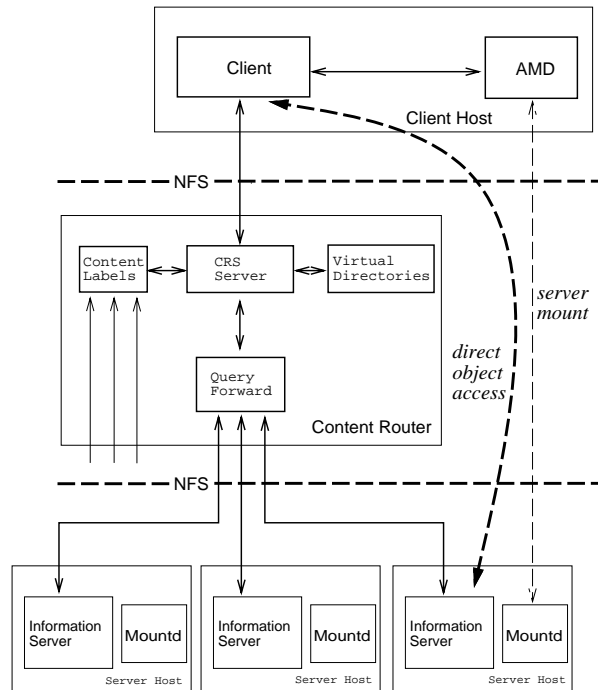 Client
AMD
Client Host
NFS
Content
Labels
CRS
Server
Virtual
Directories
server
mount
direct
object
access
Query
Forward
Content Router
NFS
Information
Server
Mountd
Server Host
Information
Server
Mountd
Server Host
Information
Server
Mountd
Server Host